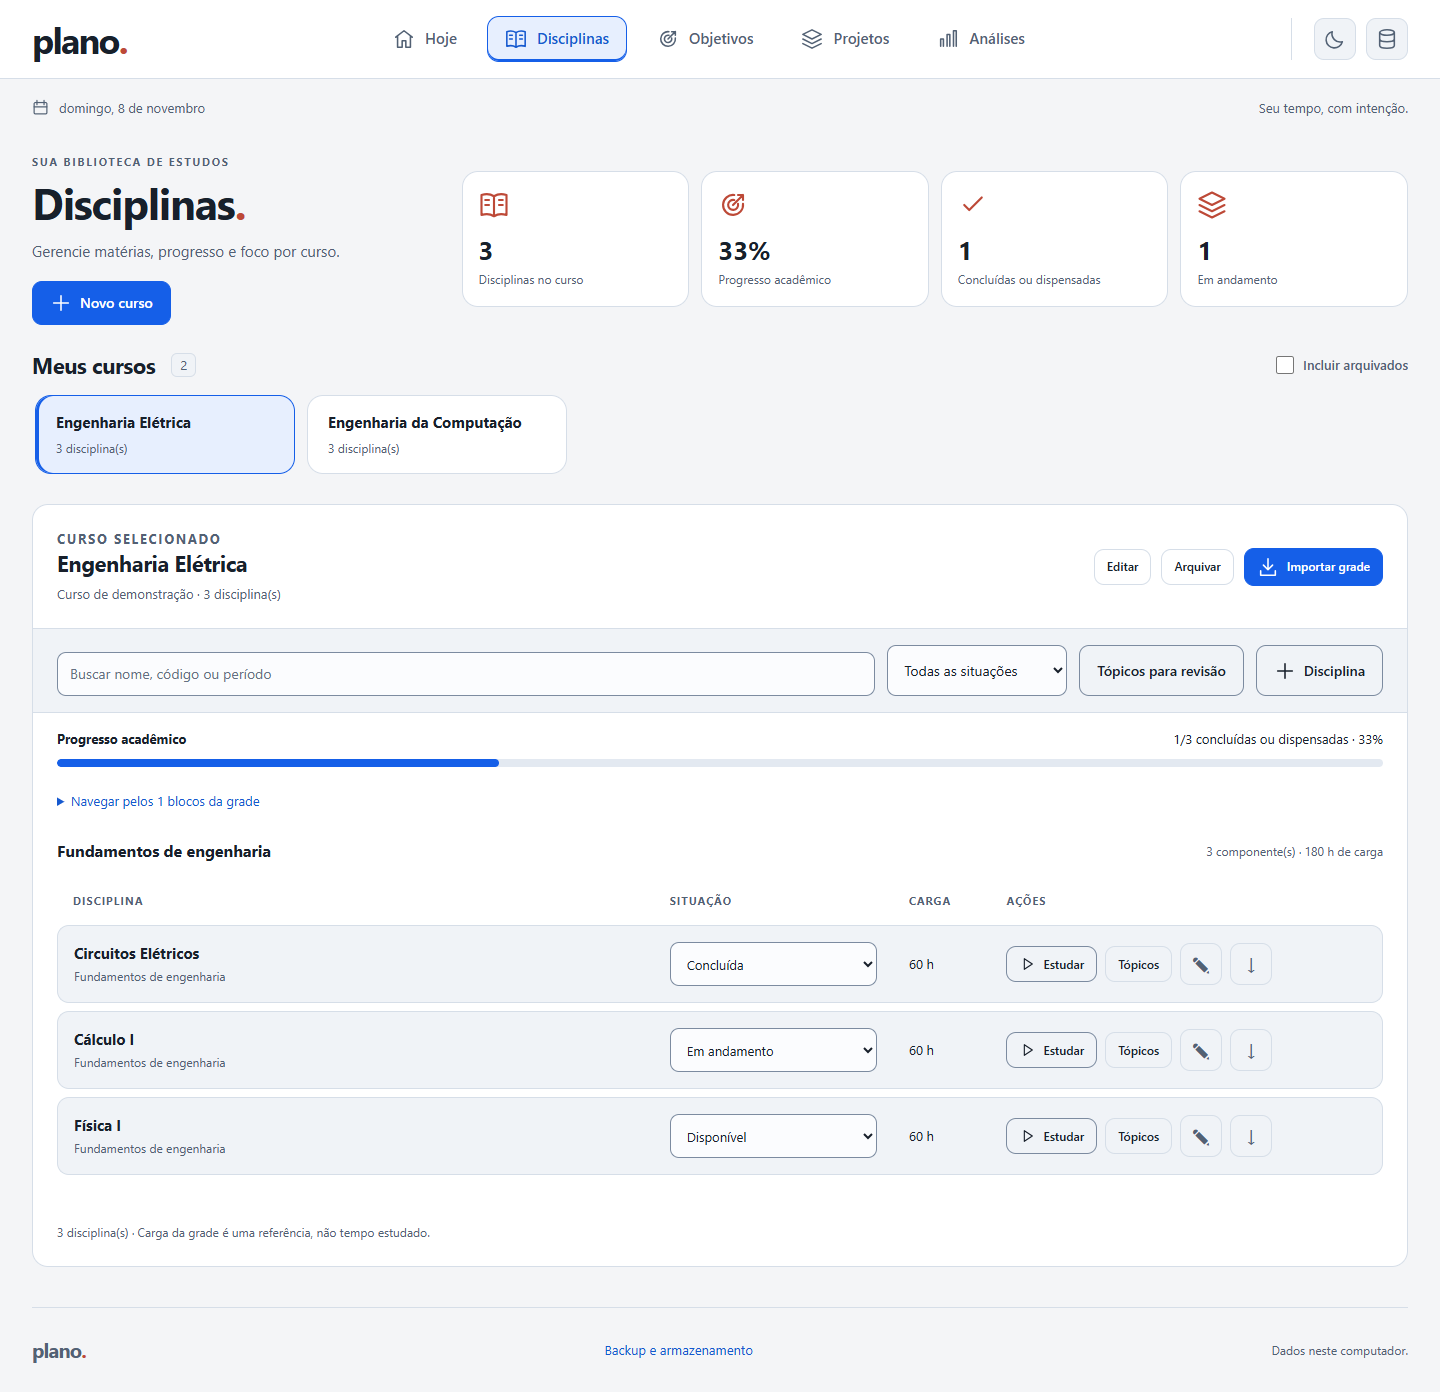 plano.
Hoje
Disciplinas
Objetivos
Projetos
Análises
domingo, 8 de novembro
Seu tempo, com intenção.
SUA BIBLIOTECA DE ESTUDOS
Disciplinas.
Gerencie matérias, progresso e foco por curso.
Novo curso
3
Disciplinas no curso
33%
Progresso acadêmico
1
Concluídas ou dispensadas
1
Em andamento
Meus cursos 2
Incluir arquivados
Engenharia Elétrica
3 disciplina(s)
Engenharia da Computação
3 disciplina(s)
CURSO SELECIONADO
Engenharia Elétrica
Curso de demonstração · 3 disciplina(s)
Editar
Arquivar
Importar grade
Buscar nome, código ou período
Todas as situações
Tópicos para revisão
Disciplina
Progresso acadêmico
1/3 concluídas ou dispensadas · 33%
Navegar pelos 1 blocos da grade
Fundamentos de engenharia
3 componente(s) · 180 h de carga
DISCIPLINA SITUAÇÃO CARGA AÇÕES
Circuitos Elétricos
Fundamentos de engenharia
Concluída
60 h
Estudar
Tópicos
Cálculo I
Fundamentos de engenharia
Em andamento
60 h
Estudar
Tópicos
Física I
Fundamentos de engenharia
Disponível
60 h
Estudar
Tópicos
3 disciplina(s) · Carga da grade é uma referência, não tempo estudado.
plano.
Backup e armazenamento
Dados neste computador.